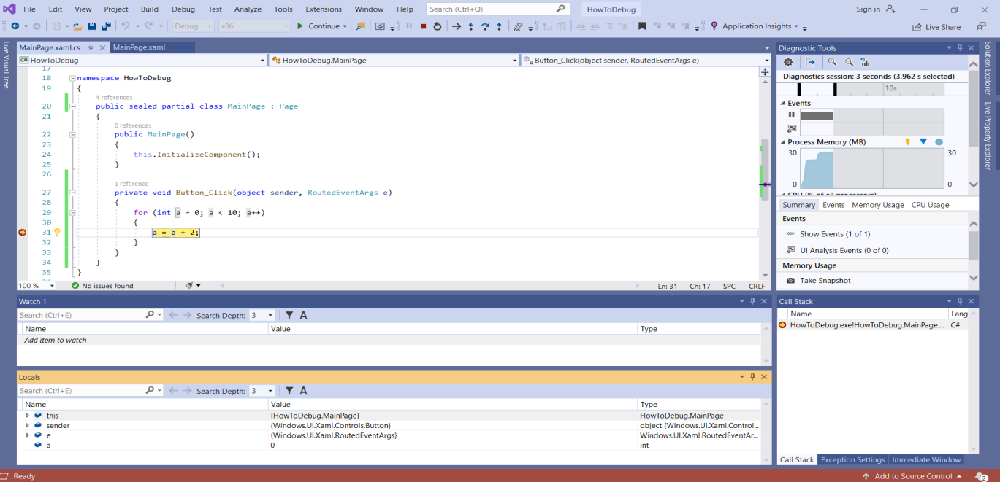 File Edit View Project Build Debug Test Analyze Tools Extensions Window Help Search (Ctrl+Q) HowToDebug Sign in
Debug x86 Continue Application Insights Live Share
Live Visual Tree
MainPage.xaml.cs MainPage.xaml
HowToDebug HowToDebug.MainPage Button_Click(object sender, RoutedEventArgs e)
17
18 namespace HowToDebug
19 {
4 references
20 public sealed partial class MainPage : Page
21 {
0 references
22 public MainPage()
23 {
24 this.InitializeComponent();
25 }
26
1 reference
27 private void Button_Click(object sender, RoutedEventArgs e)
28 {
29 for (int a = 0; a < 10; a++)
30 {
31 a = a + 2;
32 }
33 }
34 }
35 }
100 % No issues found Ln: 31 Ch: 17 SPC CRLF
Watch 1
Search (Ctrl+E) Search Depth: 3 A
Name Value Type
Add item to watch
Locals
Search (Ctrl+E) Search Depth: 3 A
Name Value Type
this {HowToDebug.MainPage} HowToDebug.MainPage
sender {Windows.UI.Xaml.Controls.Button} object {Windows.UI.Xaml.Control...
e {Windows.UI.Xaml.RoutedEventArgs} Windows.UI.Xaml.RoutedEventAr...
a 0 int
Diagnostic Tools
Diagnostics session: 3 seconds (3.962 s selected)
10s
Events
Process Memory (MB)
30 30
0 0
CPU (% of all processors)
Summary Events Memory Usage CPU Usage
Events
Show Events (1 of 1)
UI Analysis Events (0 of 0)
Memory Usage
Take Snapshot
Call Stack
Name Lang
HowToDebug.exe!HowToDebug.MainPage.... C#
Call Stack Exception Settings Immediate Window
Solution Explorer
Live Property Explorer
Ready Add to Source Control 2